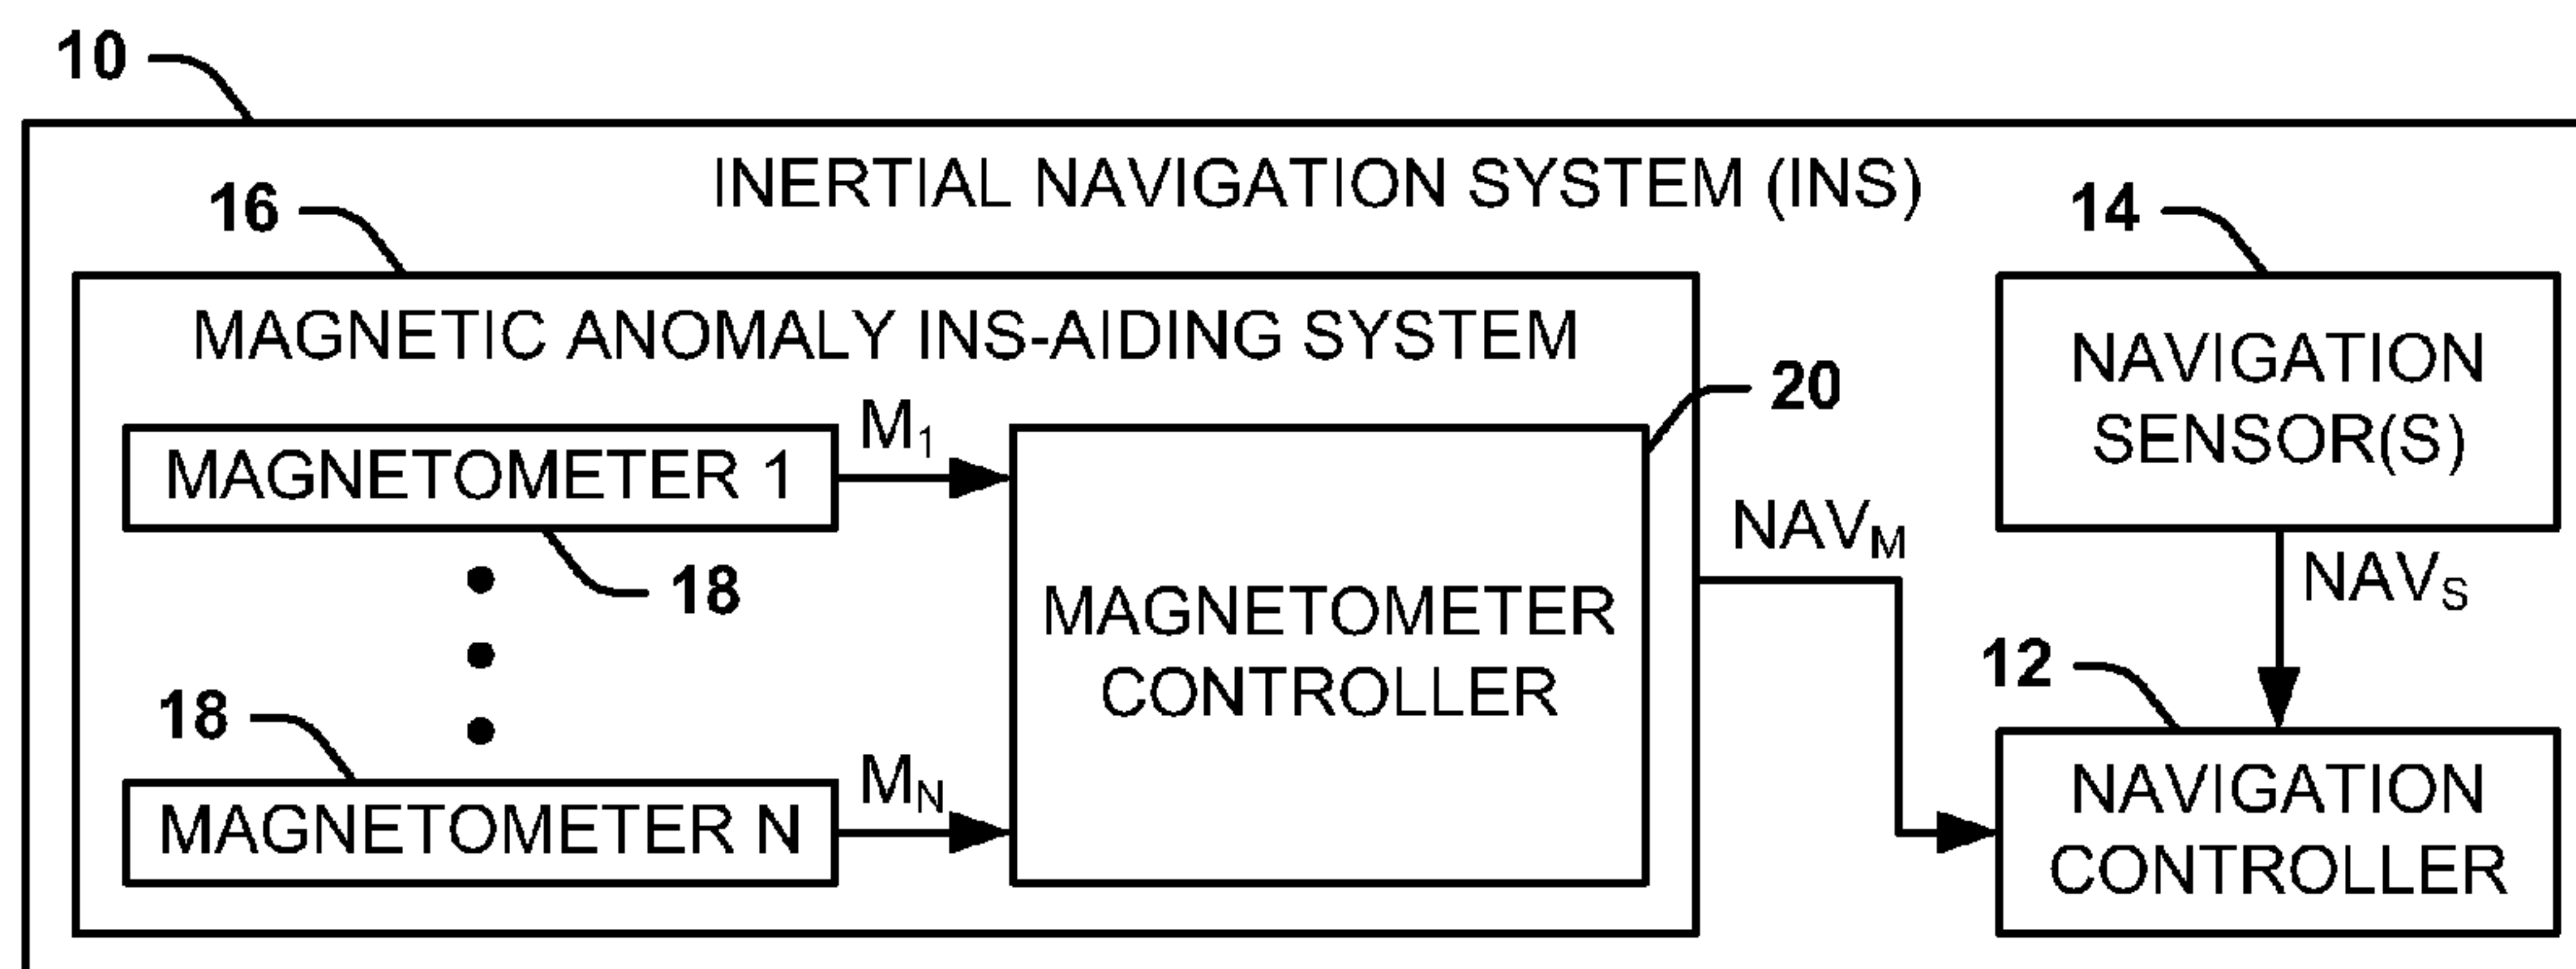 10
INERTIAL NAVIGATION SYSTEM (INS)
16
14
MAGNETIC ANOMALY INS-AIDING SYSTEM
NAVIGATION
SENSOR(S)
20
M1
MAGNETOMETER 1
18
NAVM
NAVS
MAGNETOMETER
CONTROLLER
12
18
MN
MAGNETOMETER N
NAVIGATION
CONTROLLER